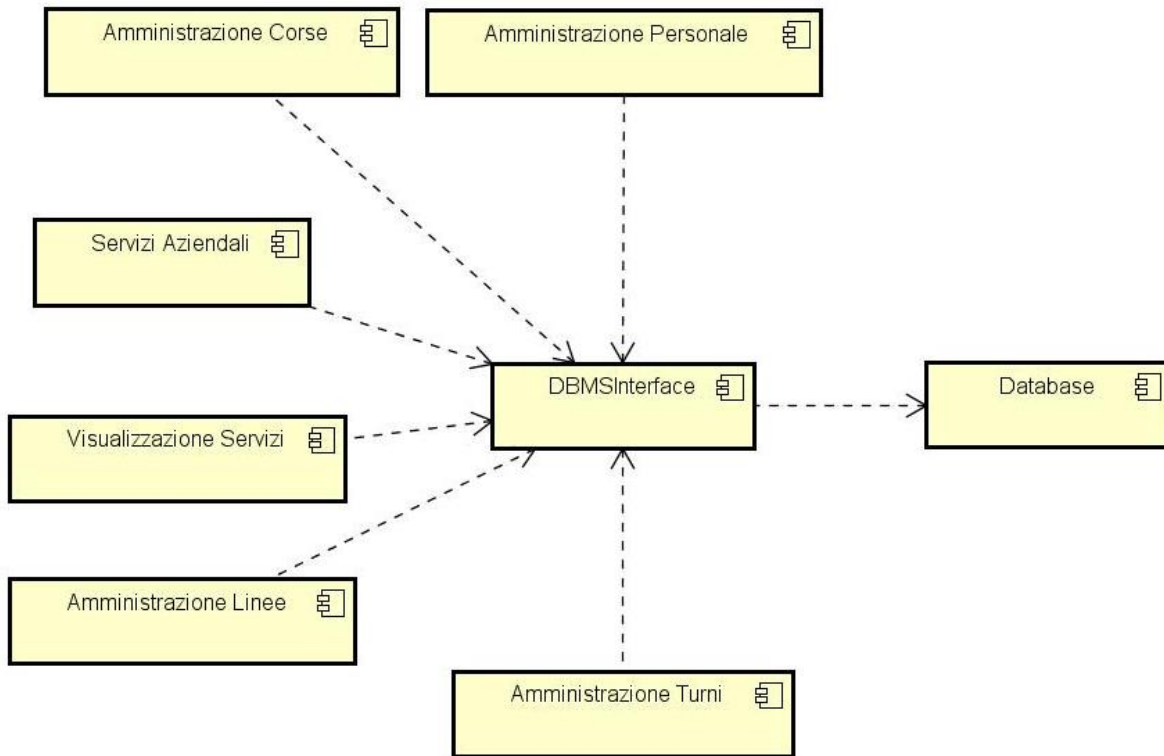 Amministrazione Corse
Amministrazione Personale
Servizi Aziendali
DBMSInterface
Database
Visualizzazione Servizi
Amministrazione Linee
Amministrazione Turni